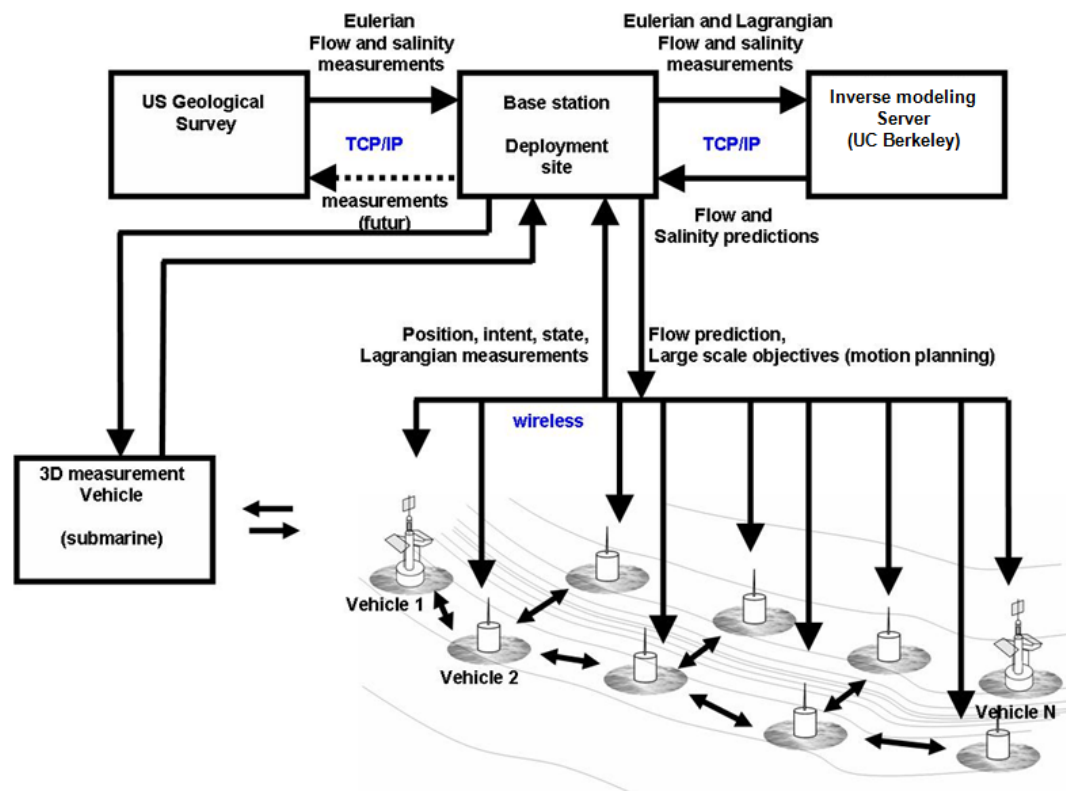 Eulerian
Flow and salinity
measurements
Eulerian and Lagrangian
Flow and salinity
measurements
US Geological
Survey
TCP/IP
Base station
Deployment
site
TCP/IP
Inverse modeling
Server
(UC Berkeley)
measurements
(futur)
Flow and
Salinity predictions
Position, intent, state,
Lagrangian measurements
Flow prediction,
Large scale objectives (motion planning)
wireless
3D measurement
Vehicle
(submarine)
Vehicle 1
Vehicle 2
Vehicle N